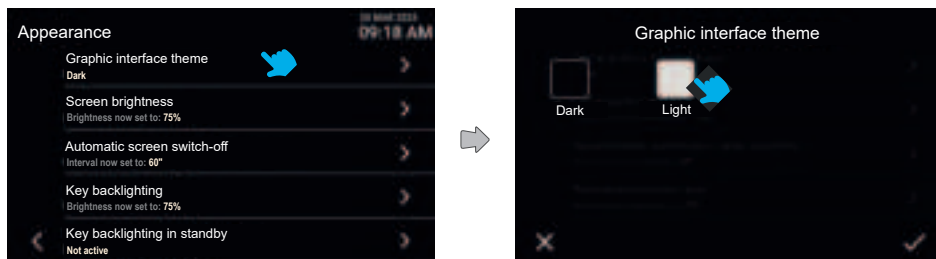 Appearance
09:18 AM
Graphic interface theme
Dark
Screen brightness
Brightness now set to: 75%
Automatic screen switch-off
Interval now set to: 60"
Key backlighting
Brightness now set to: 75%
Key backlighting in standby
Not active
Graphic interface theme
Dark
Light